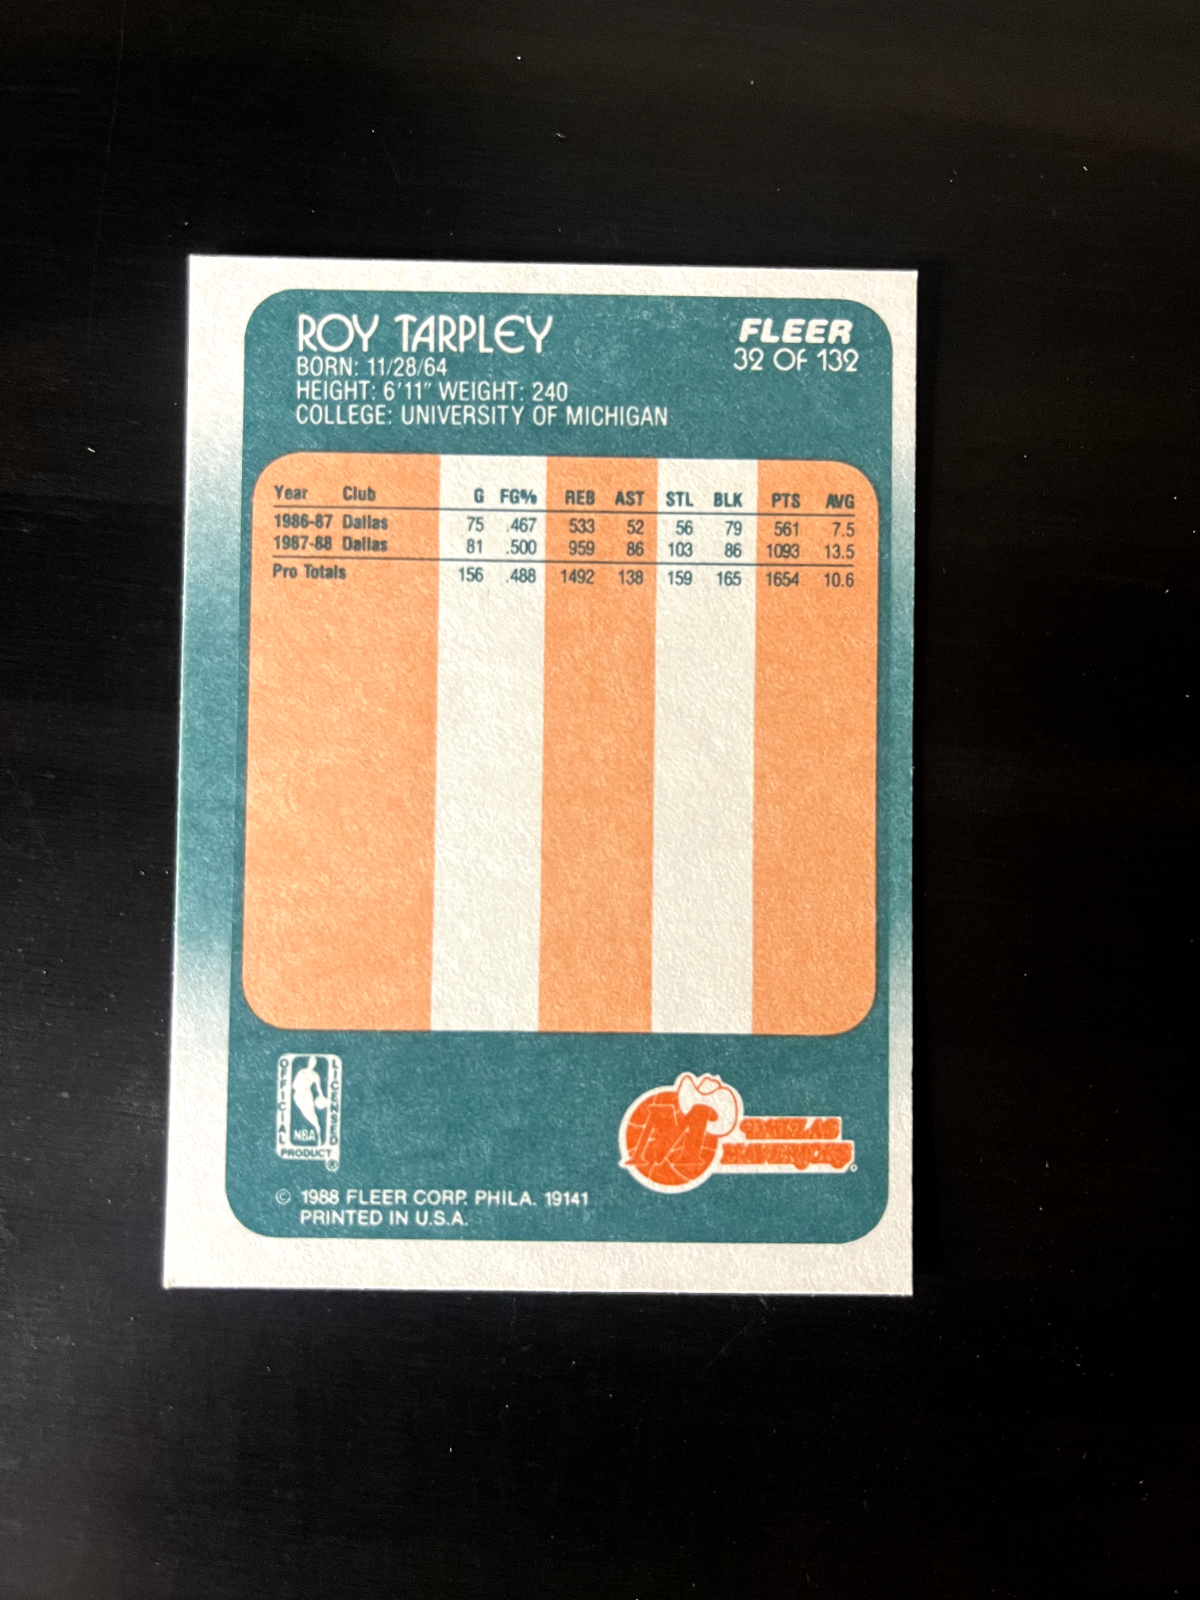 ROY TARPLEY
BORN: 11/28/64
HEIGHT: 6'11" WEIGHT: 240
COLLEGE: UNIVERSITY OF MICHIGAN
FLEER
32 OF 132
Year Club G FG% REB AST STL BLK PTS AVG
1986-87 Dallas 75 .467 533 52 56 79 561 7.5
1987-88 Dallas 81 .500 959 86 103 86 1093 13.5
Pro Totals 156 .488 1492 138 159 165 1654 10.6
OFFICIAL
LICENSED
NBA
PRODUCT ®
M
DALLAS
MAVERICKS
© 1988 FLEER CORP. PHILA. 19141
PRINTED IN U.S.A.